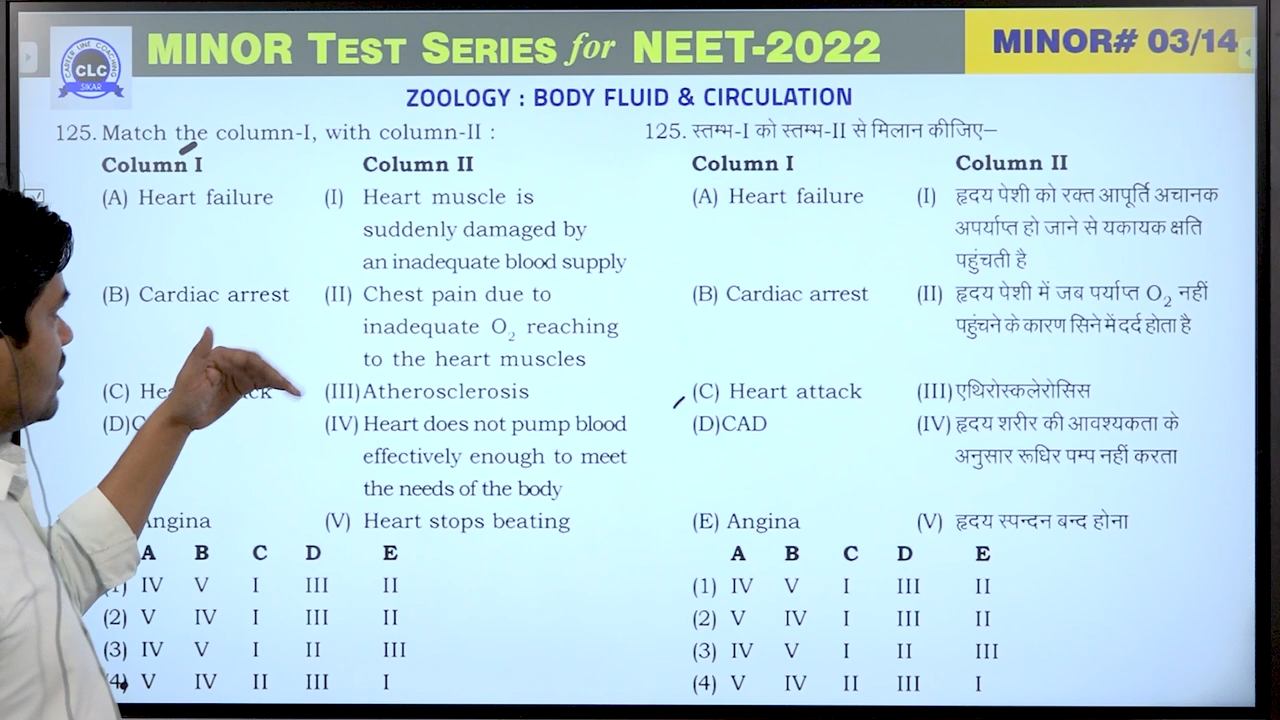 MINOR TEST SERIES for NEET-2022
MINOR# 03/14
CAREER LINE COACHING
CLC
SIKAR
ZOOLOGY : BODY FLUID & CIRCULATION
125. Match the column-I, with column-II :
Column I Column II
(A) Heart failure (I) Heart muscle is
suddenly damaged by
an inadequate blood supply
(B) Cardiac arrest (II) Chest pain due to
inadequate O2 reaching
to the heart muscles
(C) (III) Atherosclerosis
(D) (IV) Heart does not pump blood
effectively enough to meet
the needs of the body
Angina (V) Heart stops beating
A B C D E
(1) IV V I III II
(2) V IV I III II
(3) IV V I II III
(4) V IV II III I
125. स्तम्भ-I को स्तम्भ-II से मिलान कीजिए–
Column I Column II
(A) Heart failure (I) हृदय पेशी को रक्त आपूर्ति अचानक
अपर्याप्त हो जाने से यकायक क्षति
पहुंचती है
(B) Cardiac arrest (II) हृदय पेशी में जब पर्याप्त O2 नहीं
पहुंचने के कारण सिने में दर्द होता है
(C) Heart attack (III) एथिरोस्कलेरोसिस
(D) CAD (IV) हृदय शरीर की आवश्यकता के
अनुसार रूधिर पम्प नहीं करता
(E) Angina (V) हृदय स्पन्दन बन्द होना
A B C D E
(1) IV V I III II
(2) V IV I III II
(3) IV V I II III
(4) V IV II III I